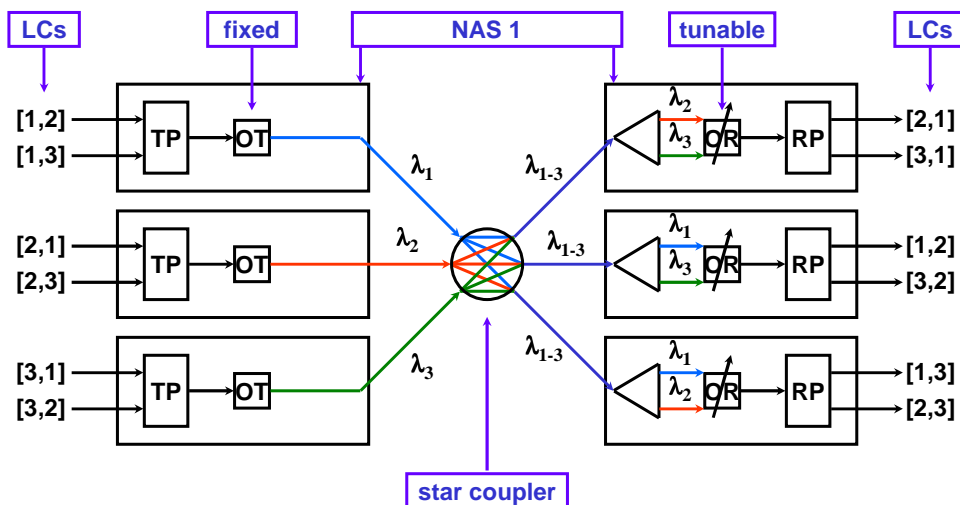 LCs fixed NAS 1 tunable LCs
[1,2] TP OT λ1 λ1-3 λ2 OR RP [2,1]
[1,3] λ3 [3,1]
[2,1] TP OT λ2 λ1-3 λ1 OR RP [1,2]
[2,3] λ3 [3,2]
[3,1] TP OT λ3 λ1-3 λ1 OR RP [1,3]
[3,2] λ2 [2,3]
star coupler